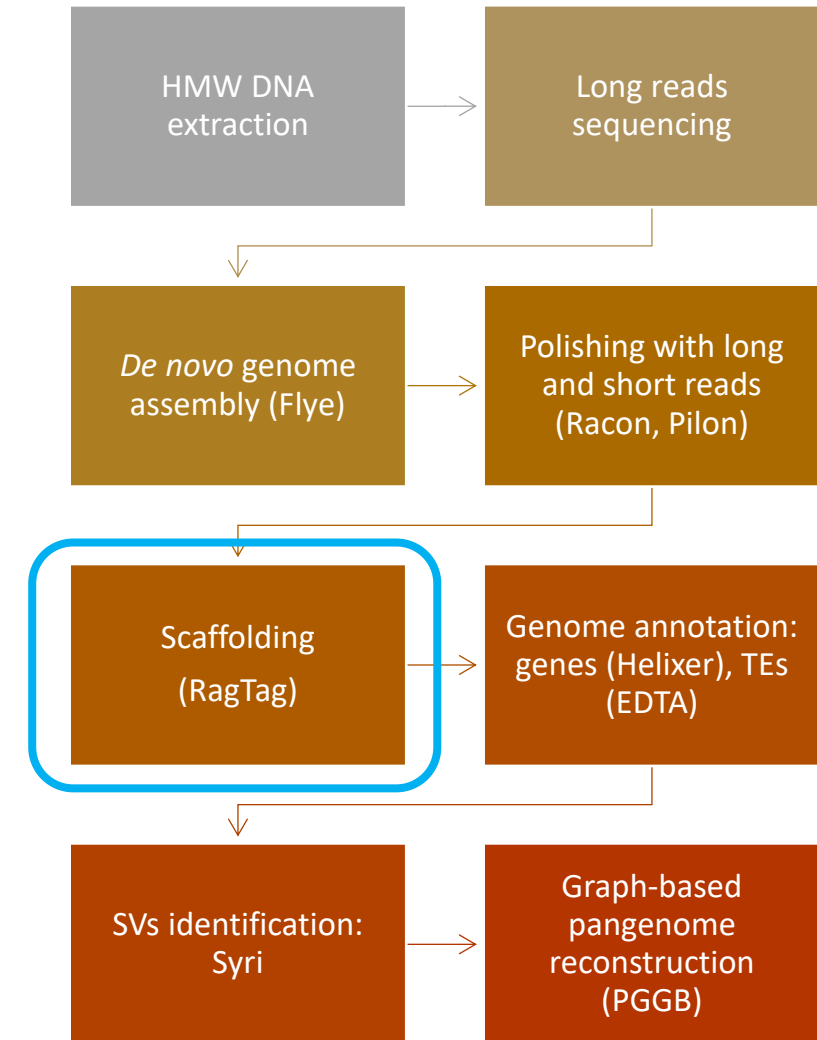 HMW DNA
extraction
Long reads
sequencing
De novo genome
assembly (Flye)
Polishing with long
and short reads
(Racon, Pilon)
Scaffolding
(RagTag)
Genome annotation:
genes (Helixer), TEs
(EDTA)
SVs identification:
Syri
Graph-based
pangenome
reconstruction
(PGGB)